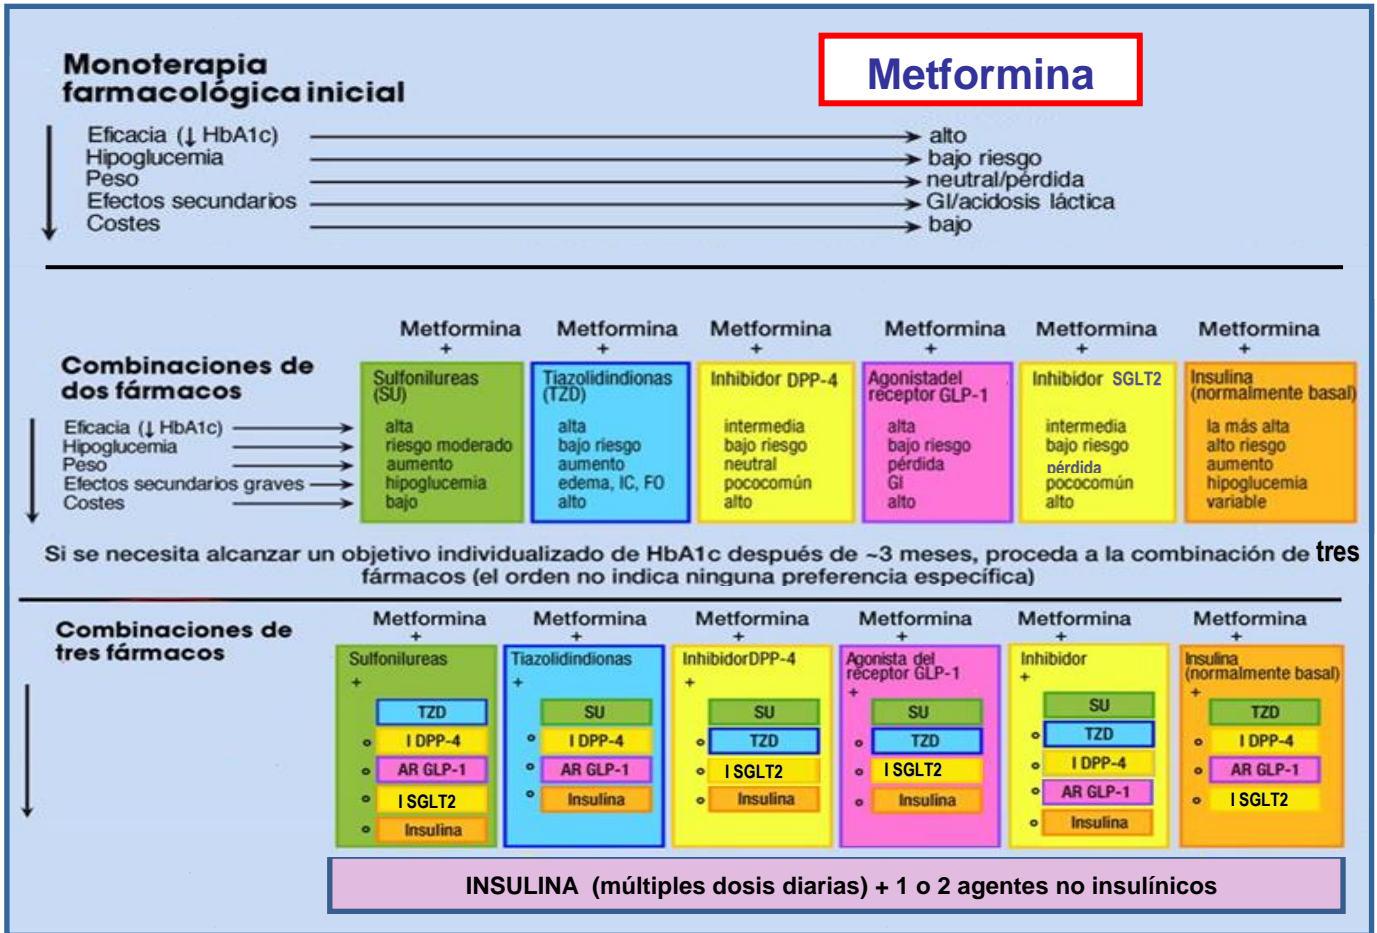 Monoterapia
farmacológica inicial
Metformina
Eficacia (↓ HbA1c) alto
Hipoglucemia bajo riesgo
Peso neutral/pérdida
Efectos secundarios GI/acidosis láctica
Costes bajo
Combinaciones de
dos fármacos
Eficacia (↓ HbA1c)
Hipoglucemia
Peso
Efectos secundarios graves
Costes
Metformina
+
Sulfonilureas
(SU)
alta
riesgo moderado
aumento
hipoglucemia
bajo
Metformina
+
Tiazolidindionas
(TZD)
alta
bajo riesgo
aumento
edema, IC, FO
alto
Metformina
+
Inhibidor DPP-4
intermedia
bajo riesgo
neutral
pococomún
alto
Metformina
+
Agonistadel
receptor GLP-1
alta
bajo riesgo
pérdida
GI
alto
Metformina
+
Inhibidor SGLT2
intermedia
bajo riesgo
pérdida
pococomún
alto
Metformina
+
Insulina
(normalmente basal)
la más alta
alto riesgo
aumento
hipoglucemia
variable
Si se necesita alcanzar un objetivo individualizado de HbA1c después de ~3 meses, proceda a la combinación de tres
fármacos (el orden no indica ninguna preferencia específica)
Combinaciones de
tres fármacos
Metformina
+
Sulfonilureas
+
TZD
o I DPP-4
o AR GLP-1
o I SGLT2
o Insulina
Metformina
+
Tiazolidindionas
+
SU
o I DPP-4
o AR GLP-1
o Insulina
Metformina
+
InhibidorDPP-4
+
SU
o TZD
o I SGLT2
o Insulina
Metformina
+
Agonista del
receptor GLP-1
+
SU
o TZD
o I SGLT2
o Insulina
Metformina
+
Inhibidor
+
SU
o TZD
o I DPP-4
o AR GLP-1
o Insulina
Metformina
+
Insulina
(normalmente basal)
+
TZD
o I DPP-4
o AR GLP-1
o I SGLT2
INSULINA (múltiples dosis diarias) + 1 o 2 agentes no insulínicos